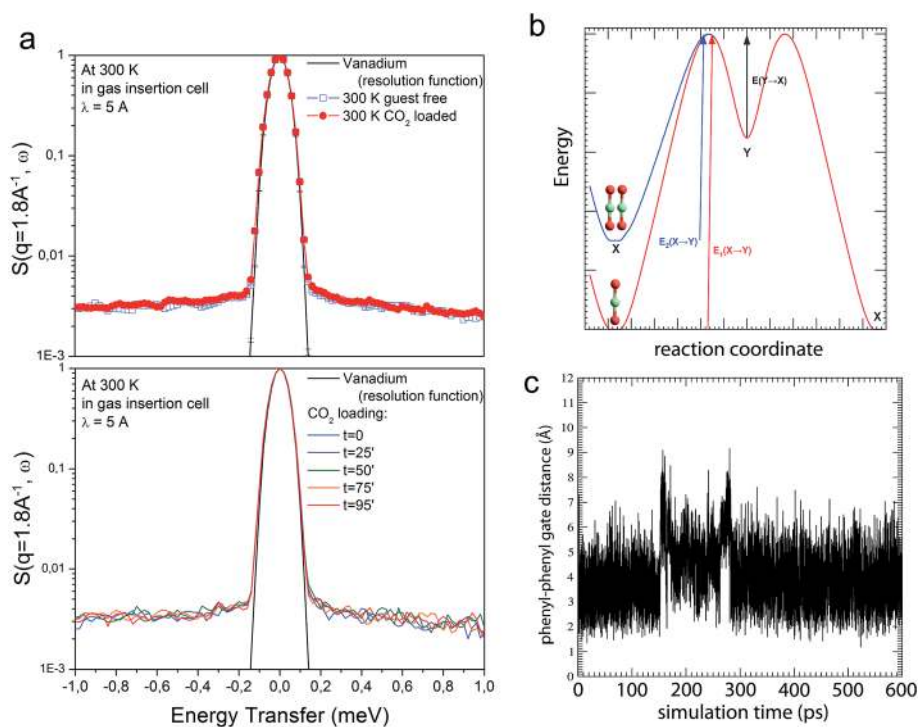 a
At 300 K
in gas insertion cell
λ = 5 A
Vanadium
(resolution function)
300 K guest free
300 K CO₂ loaded
S(q=1.8A⁻¹, ω)
1
0,1
0,01
1E-3
At 300 K
in gas insertion cell
λ = 5 A
Vanadium
(resolution function)
CO₂ loading:
t=0
t=25'
t=50'
t=75'
t=95'
S(q=1.8A⁻¹, ω)
1
0,1
0,01
1E-3
-1,0 -0,8 -0,6 -0,4 -0,2 0,0 0,2 0,4 0,6 0,8 1,0
Energy Transfer (meV)
b
Energy
X
Y
X
E(Y→X)
E₂(X→Y)
E₁(X→Y)
reaction coordinate
c
phenyl-phenyl gate distance (Å)
12
11
10
9
8
7
6
5
4
3
2
1
0
0 100 200 300 400 500 600
simulation time (ps)